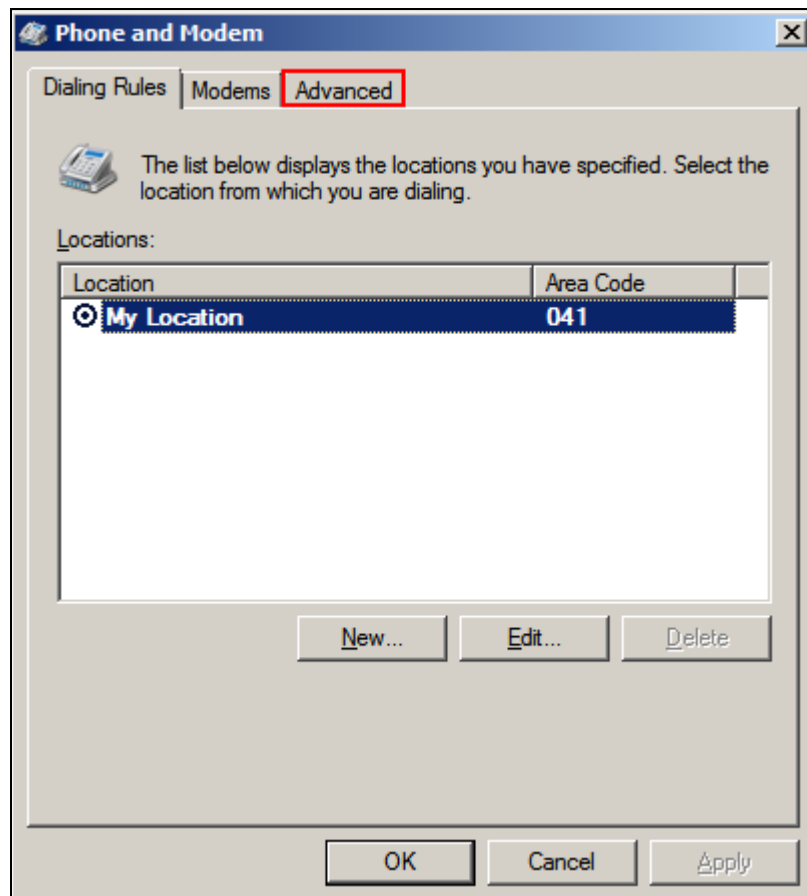 Phone and Modem
Dialing Rules Modems Advanced
The list below displays the locations you have specified. Select the
location from which you are dialing.
Locations:
Location Area Code
My Location 041
New... Edit... Delete
OK Cancel Apply